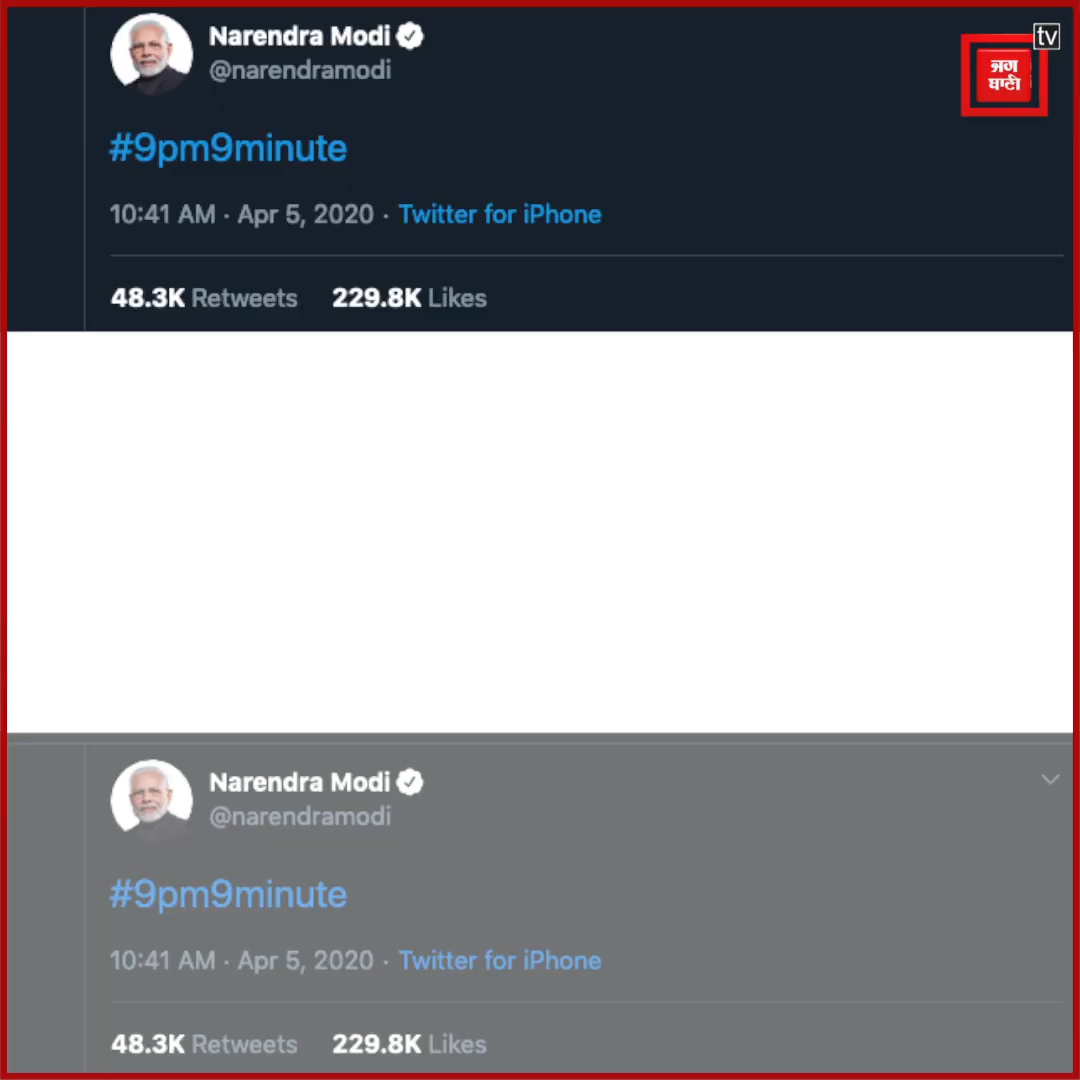 Narendra Modi
@narendramodi
tv
ਜਗ
ਬਾਣੀ
#9pm9minute
10:41 AM · Apr 5, 2020 · Twitter for iPhone
48.3K Retweets 229.8K Likes
Narendra Modi
@narendramodi
#9pm9minute
10:41 AM · Apr 5, 2020 · Twitter for iPhone
48.3K Retweets 229.8K Likes